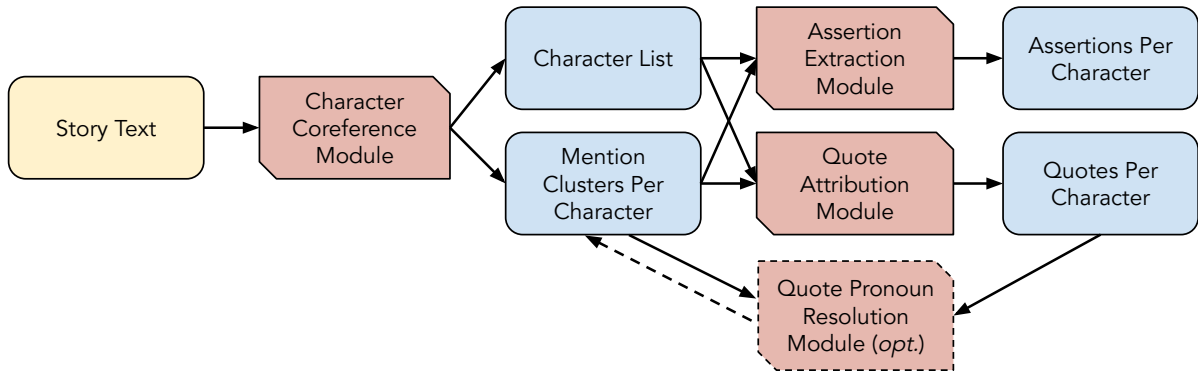 Story Text
Character
Coreference
Module
Character List
Mention
Clusters Per
Character
Assertion
Extraction
Module
Quote
Attribution
Module
Quote Pronoun
Resolution
Module (opt.)
Assertions Per
Character
Quotes Per
Character